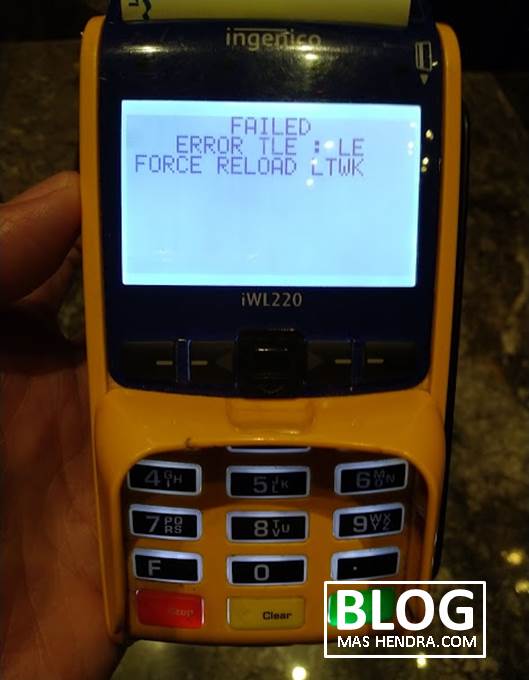 ingenico
FAILED
ERROR TLE : LE
FORCE RELOAD LTWK
iWL220
4 GHI 5 JKL 6 MNO
7 PQRS 8 TUV 9 WXYZ
F 0 .
Stop Clear
BLOG
MAS HENDRA.COM